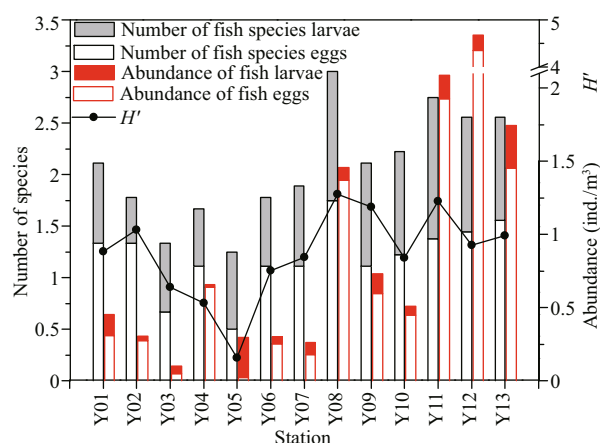 Number of fish species larvae
Number of fish species eggs
Abundance of fish larvae
Abundance of fish eggs
H′
Number of species
3.5
3
2.5
2
1.5
1
0.5
0
5
4
2
1.5
1
0.5
0
H′
Abundance (ind./m³)
Y01
Y02
Y03
Y04
Y05
Y06
Y07
Y08
Y09
Y10
Y11
Y12
Y13
Station